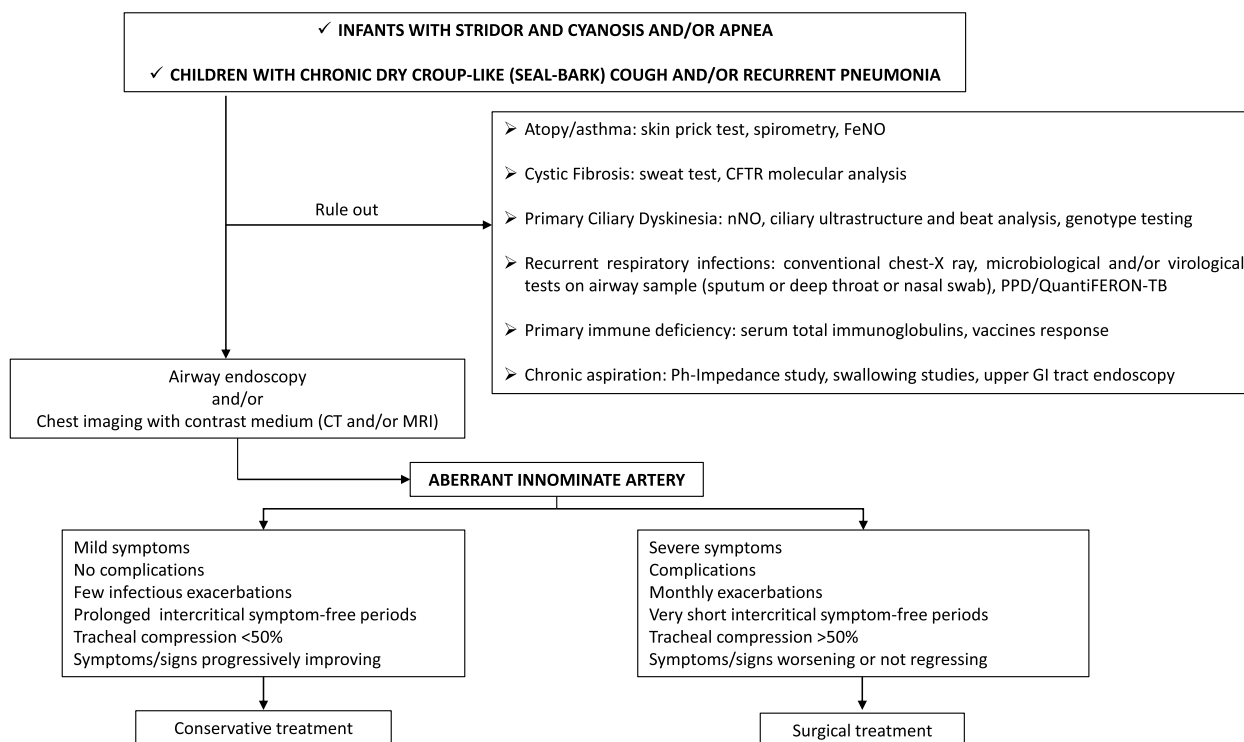 ✓ INFANTS WITH STRIDOR AND CYANOSIS AND/OR APNEA
✓ CHILDREN WITH CHRONIC DRY CROUP-LIKE (SEAL-BARK) COUGH AND/OR RECURRENT PNEUMONIA
Rule out
➢ Atopy/asthma: skin prick test, spirometry, FeNO
➢ Cystic Fibrosis: sweat test, CFTR molecular analysis
➢ Primary Ciliary Dyskinesia: nNO, ciliary ultrastructure and beat analysis, genotype testing
➢ Recurrent respiratory infections: conventional chest-X ray, microbiological and/or virological
tests on airway sample (sputum or deep throat or nasal swab), PPD/QuantiFERON-TB
➢ Primary immune deficiency: serum total immunoglobulins, vaccines response
➢ Chronic aspiration: Ph-Impedance study, swallowing studies, upper GI tract endoscopy
Airway endoscopy
and/or
Chest imaging with contrast medium (CT and/or MRI)
ABERRANT INNOMINATE ARTERY
Mild symptoms
No complications
Few infectious exacerbations
Prolonged intercritical symptom-free periods
Tracheal compression <50%
Symptoms/signs progressively improving
Severe symptoms
Complications
Monthly exacerbations
Very short intercritical symptom-free periods
Tracheal compression >50%
Symptoms/signs worsening or not regressing
Conservative treatment
Surgical treatment